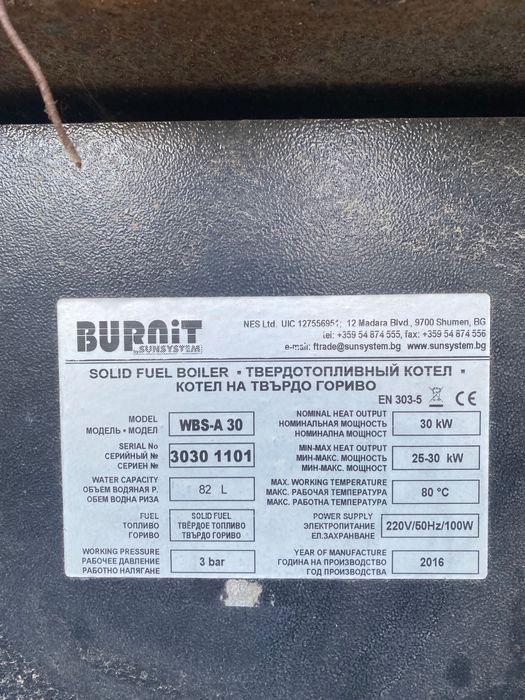 BURNiT
by SUNSYSTEM
NES Ltd. UIC 127556951; 12 Madara Blvd., 9700 Shumen, BG
tel: +359 54 874 555, fax: +359 54 874 556
e-mail: ftrade@sunsystem.bg www.sunsystem.bg
SOLID FUEL BOILER ▪ ТВЕРДОТОПЛИВНЫЙ КОТЕЛ ▪
КОТЕЛ НА ТВЪРДО ГОРИВО
EN 303-5 CE
MODEL
МОДЕЛЬ ▪ МОДЕЛ
WBS-A 30
SERIAL No
СЕРИЙНЫЙ №
СЕРИЕН №
3030 1101
WATER CAPACITY
ОБЪЕМ ВОДЯНАЯ Р.
ОБЕМ ВОДНА РИЗА
82 L
FUEL
ТОПЛИВО
ГОРИВО
SOLID FUEL
ТВЁРДОЕ ТОПЛИВО
ТВЪРДО ГОРИВО
WORKING PRESSURE
РАБОЧЕЕ ДАВЛЕНИЕ
РАБОТНО НАЛЯГАНЕ
3 bar
NOMINAL HEAT OUTPUT
НОМИНАЛЬНАЯ МОЩНОСТЬ
НОМИНАЛНА МОЩНОСТ
30 kW
MIN-MAX HEAT OUTPUT
МИН-МАКС. МОЩНОСТЬ
МИН-МАКС. МОЩНОСТ
25-30 kW
MAX. WORKING TEMPERATURE
МАКС. РАБОЧАЯ ТЕМПЕРАТУРА
МАКС. РАБОТНА ТЕМПЕРАТУРА
80 °C
POWER SUPPLY
ЭЛЕКТРОПИТАНИЕ
ЕЛ.ЗАХРАНВАНЕ
220V/50Hz/100W
YEAR OF MANUFACTURE
ГОДИНА НА ПРОИЗВОДСТВО
ГОД ПРОИЗВОДСТВА
2016